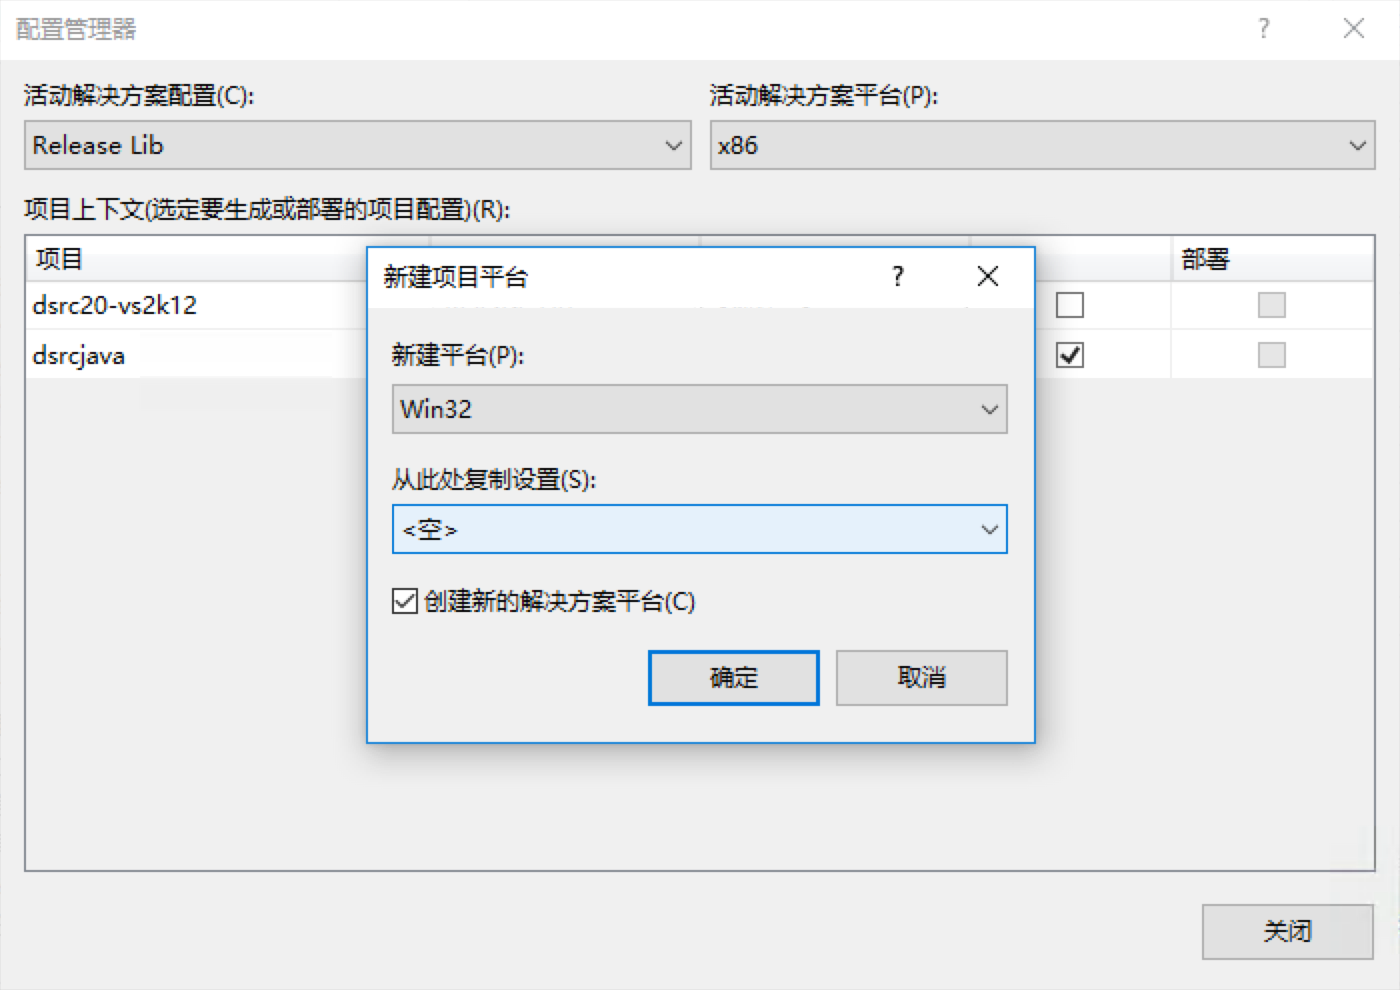 配置管理器
活动解决方案配置(C):
活动解决方案平台(P):
Release Lib
x86
项目上下文(选定要生成或部署的项目配置)(R):
项目
部署
dsrc20-vs2k12
dsrcjava
新建项目平台
新建平台(P):
Win32
从此处复制设置(S):
<空>
创建新的解决方案平台(C)
确定
取消
关闭